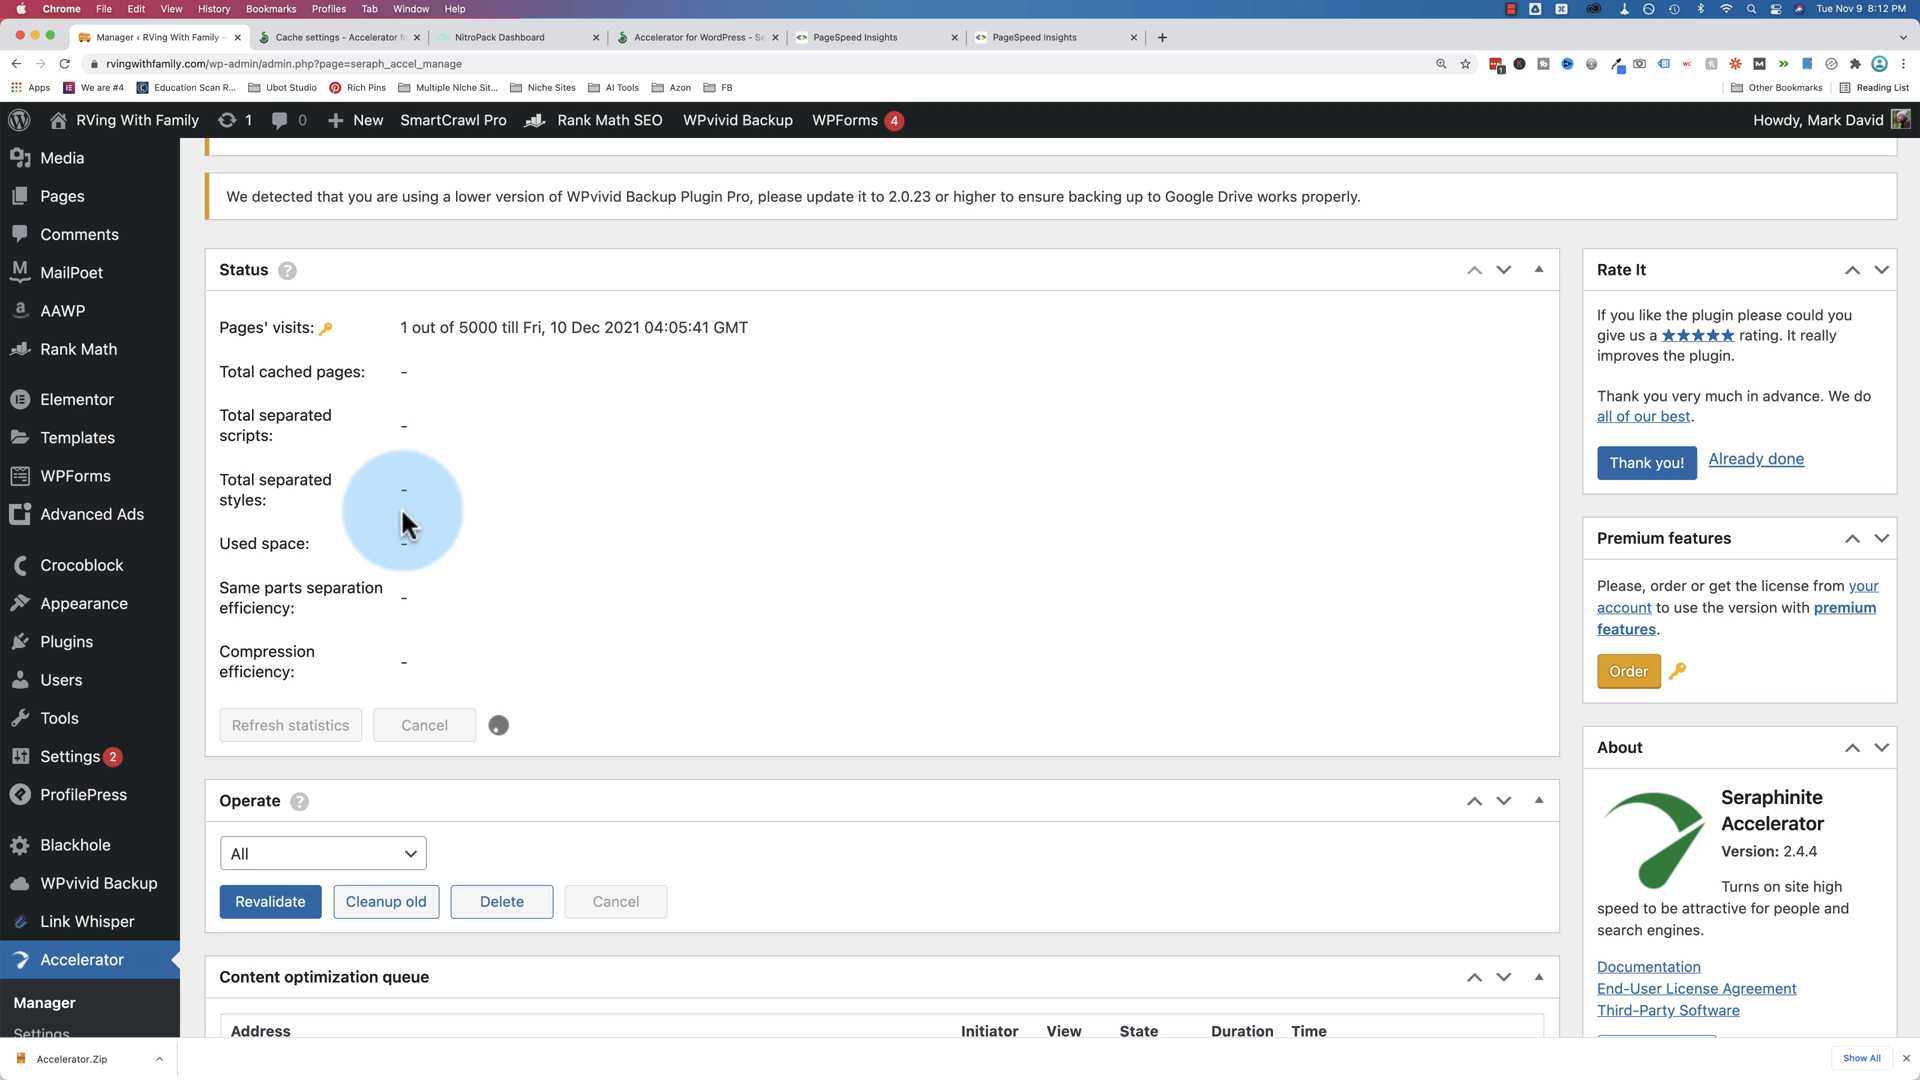 Chrome File Edit View History Bookmarks Profiles Tab Window Help
Tue Nov 9 8:12 PM
Manager ‹ RVing With Family –
Cache settings - Accelerator f
NitroPack Dashboard
Accelerator for WordPress - Se
PageSpeed Insights
PageSpeed Insights
rvingwithfamily.com/wp-admin/admin.php?page=seraph_accel_manage
Apps
We are #4
Education Scan R...
Ubot Studio
Rich Pins
Multiple Niche Sit...
Niche Sites
AI Tools
Azon
FB
Other Bookmarks
Reading List
RVing With Family
1
0
New
SmartCrawl Pro
Rank Math SEO
WPvivid Backup
WPForms 4
Howdy, Mark David
Media
Pages
Comments
MailPoet
AAWP
Rank Math
Elementor
Templates
WPForms
Advanced Ads
Crocoblock
Appearance
Plugins
Users
Tools
Settings 2
ProfilePress
Blackhole
WPvivid Backup
Link Whisper
Accelerator
Manager
Settings
We detected that you are using a lower version of WPvivid Backup Plugin Pro, please update it to 2.0.23 or higher to ensure backing up to Google Drive works properly.
Status ?
Pages' visits: 1 out of 5000 till Fri, 10 Dec 2021 04:05:41 GMT
Total cached pages: -
Total separated
scripts: -
Total separated
styles: -
Used space: -
Same parts separation
efficiency: -
Compression
efficiency: -
Refresh statistics
Cancel
Operate ?
All
Revalidate
Cleanup old
Delete
Cancel
Content optimization queue
Address Initiator View State Duration Time
Rate It
If you like the plugin please could you
give us a ★★★★★ rating. It really
improves the plugin.
Thank you very much in advance. We do
all of our best.
Thank you!
Already done
Premium features
Please, order or get the license from your
account to use the version with premium
features.
Order
About
Seraphinite
Accelerator
Version: 2.4.4
Turns on site high
speed to be attractive for people and
search engines.
Documentation
End-User License Agreement
Third-Party Software
Accelerator.Zip
Show All